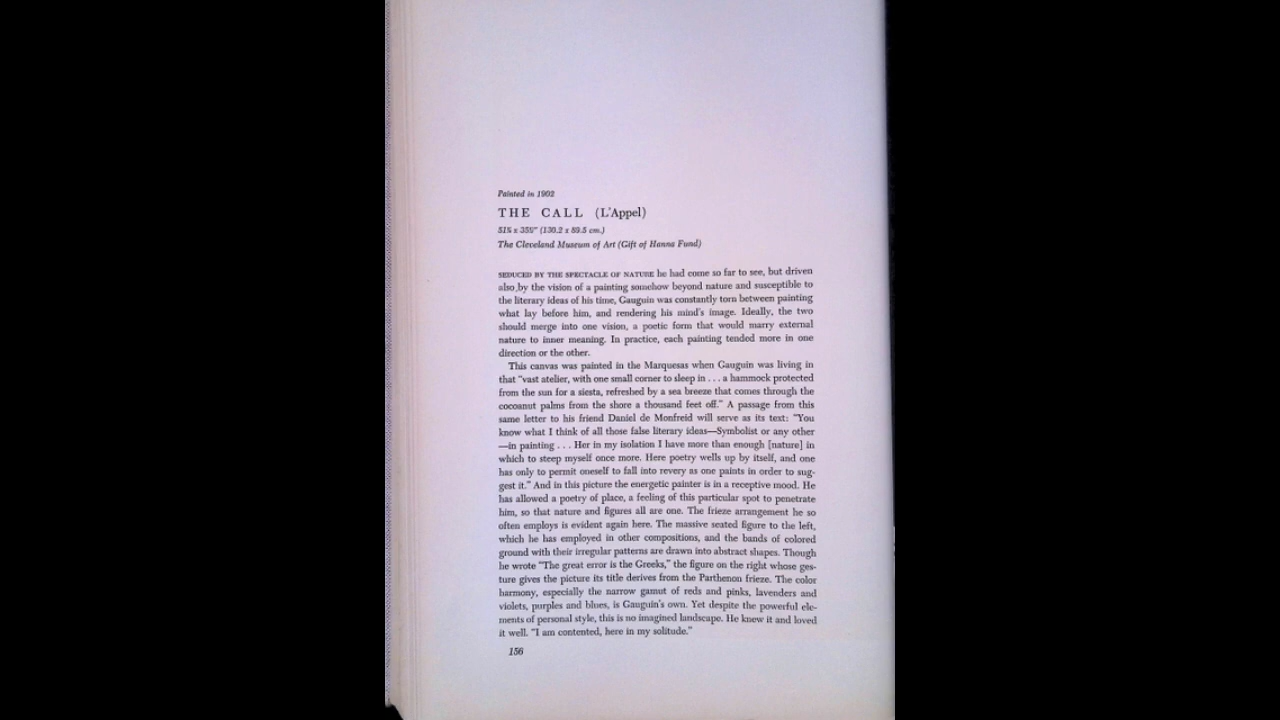 Painted in 1902
THE CALL (L'Appel)
51¼ x 35¼" (130.2 x 89.5 cm.)
The Cleveland Museum of Art (Gift of Hanna Fund)
SEDUCED BY THE SPECTACLE OF NATURE he had come so far to see, but driven
also by the vision of a painting somehow beyond nature and susceptible to
the literary ideas of his time, Gauguin was constantly torn between painting
what lay before him, and rendering his mind's image. Ideally, the two
should merge into one vision, a poetic form that would marry external
nature to inner meaning. In practice, each painting tended more in one
direction or the other.
This canvas was painted in the Marquesas when Gauguin was living in
that "vast atelier, with one small corner to sleep in . . . a hammock protected
from the sun for a siesta, refreshed by a sea breeze that comes through the
cocoanut palms from the shore a thousand feet off." A passage from this
same letter to his friend Daniel de Monfreid will serve as its text: "You
know what I think of all those false literary ideas—Symbolist or any other
—in painting . . . Her in my isolation I have more than enough [nature] in
which to steep myself once more. Here poetry wells up by itself, and one
has only to permit oneself to fall into revery as one paints in order to sug-
gest it." And in this picture the energetic painter is in a receptive mood. He
has allowed a poetry of place, a feeling of this particular spot to penetrate
him, so that nature and figures all are one. The frieze arrangement he so
often employs is evident again here. The massive seated figure to the left,
which he has employed in other compositions, and the bands of colored
ground with their irregular patterns are drawn into abstract shapes. Though
he wrote "The great error is the Greeks," the figure on the right whose ges-
ture gives the picture its title derives from the Parthenon frieze. The color
harmony, especially the narrow gamut of reds and pinks, lavenders and
violets, purples and blues, is Gauguin's own. Yet despite the powerful ele-
ments of personal style, this is no imagined landscape. He knew it and loved
it well. "I am contented, here in my solitude."
156